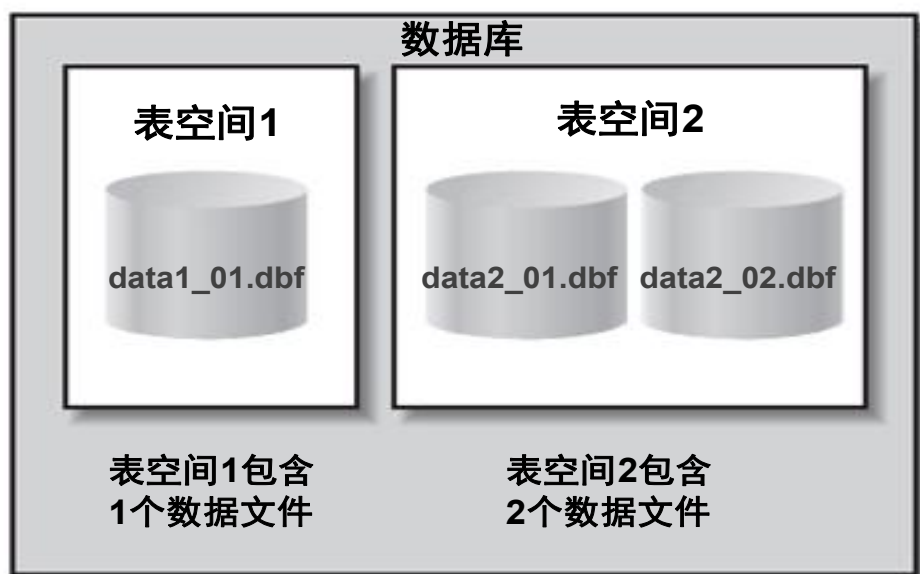 数据库
表空间1
表空间2
data1_01.dbf
data2_01.dbf
data2_02.dbf
表空间1包含
1个数据文件
表空间2包含
2个数据文件